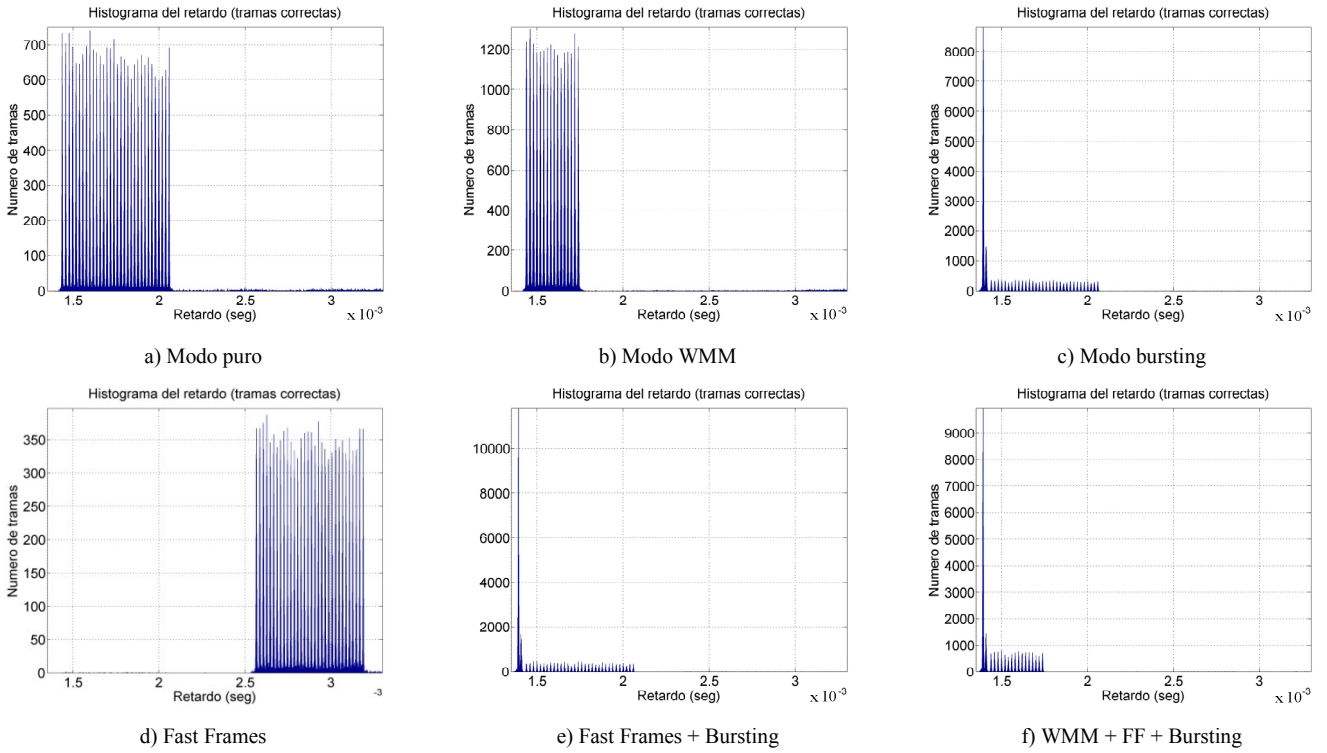 Histograma del retardo (tramas correctas)
Numero de tramas
700
600
500
400
300
200
100
0
1.5
2
2.5
3
Retardo (seg)
x 10-3
a) Modo puro
Histograma del retardo (tramas correctas)
Numero de tramas
1200
1000
800
600
400
200
0
1.5
2
2.5
3
Retardo (seg)
x 10-3
b) Modo WMM
Histograma del retardo (tramas correctas)
Numero de tramas
8000
7000
6000
5000
4000
3000
2000
1000
0
1.5
2
2.5
3
Retardo (seg)
x 10-3
c) Modo bursting
Histograma del retardo (tramas correctas)
Numero de tramas
350
300
250
200
150
100
50
0
1.5
2
2.5
3
Retardo (seg)
-3
d) Fast Frames
Histograma del retardo (tramas correctas)
Numero de tramas
10000
8000
6000
4000
2000
0
1.5
2
2.5
3
Retardo (seg)
x 10-3
e) Fast Frames + Bursting
Histograma del retardo (tramas correctas)
Numero de tramas
9000
8000
7000
6000
5000
4000
3000
2000
1000
0
1.5
2
2.5
3
Retardo (seg)
x 10-3
f) WMM + FF + Bursting